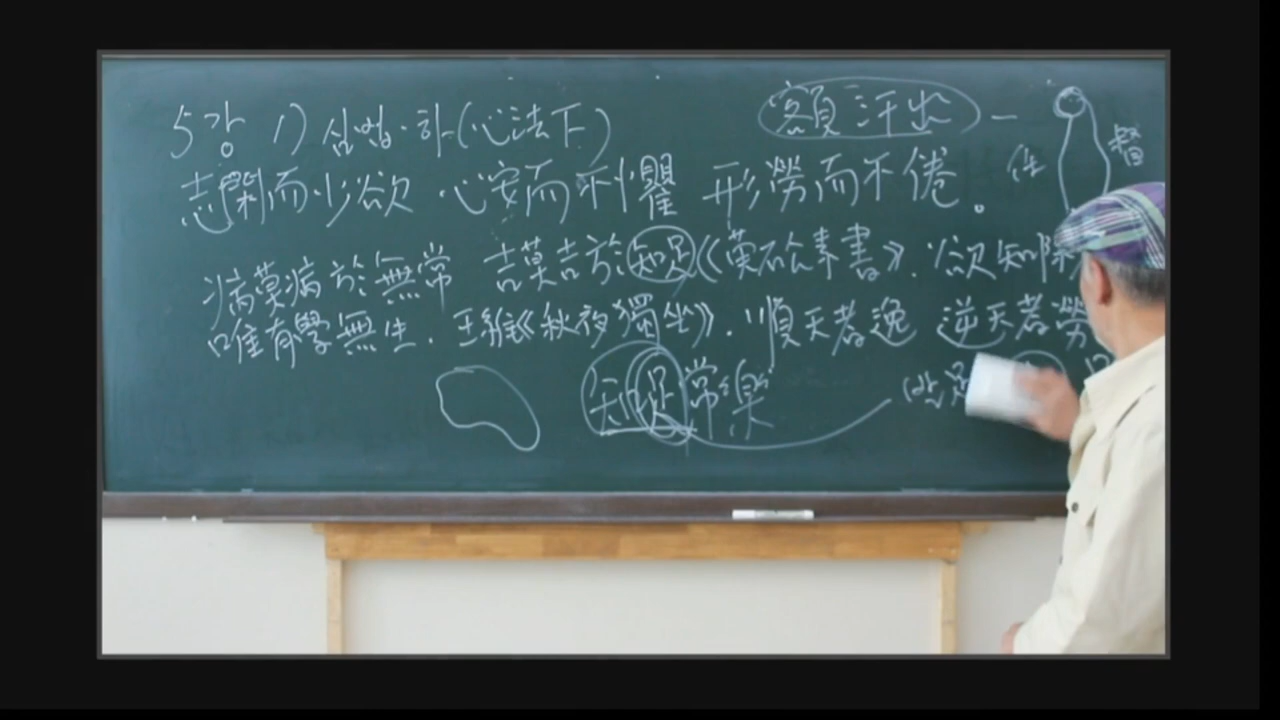 5강 1) 심법·하(心法下)
額汗出 –
任 督
志閑而少欲 心安而不懼 形勞而不倦。
病莫病於無常 吉莫吉於知足《黃石公素書》. 欲知除
唯有學無生. 王維《秋夜獨坐》. 順天者逸 逆天者勞
知足常樂